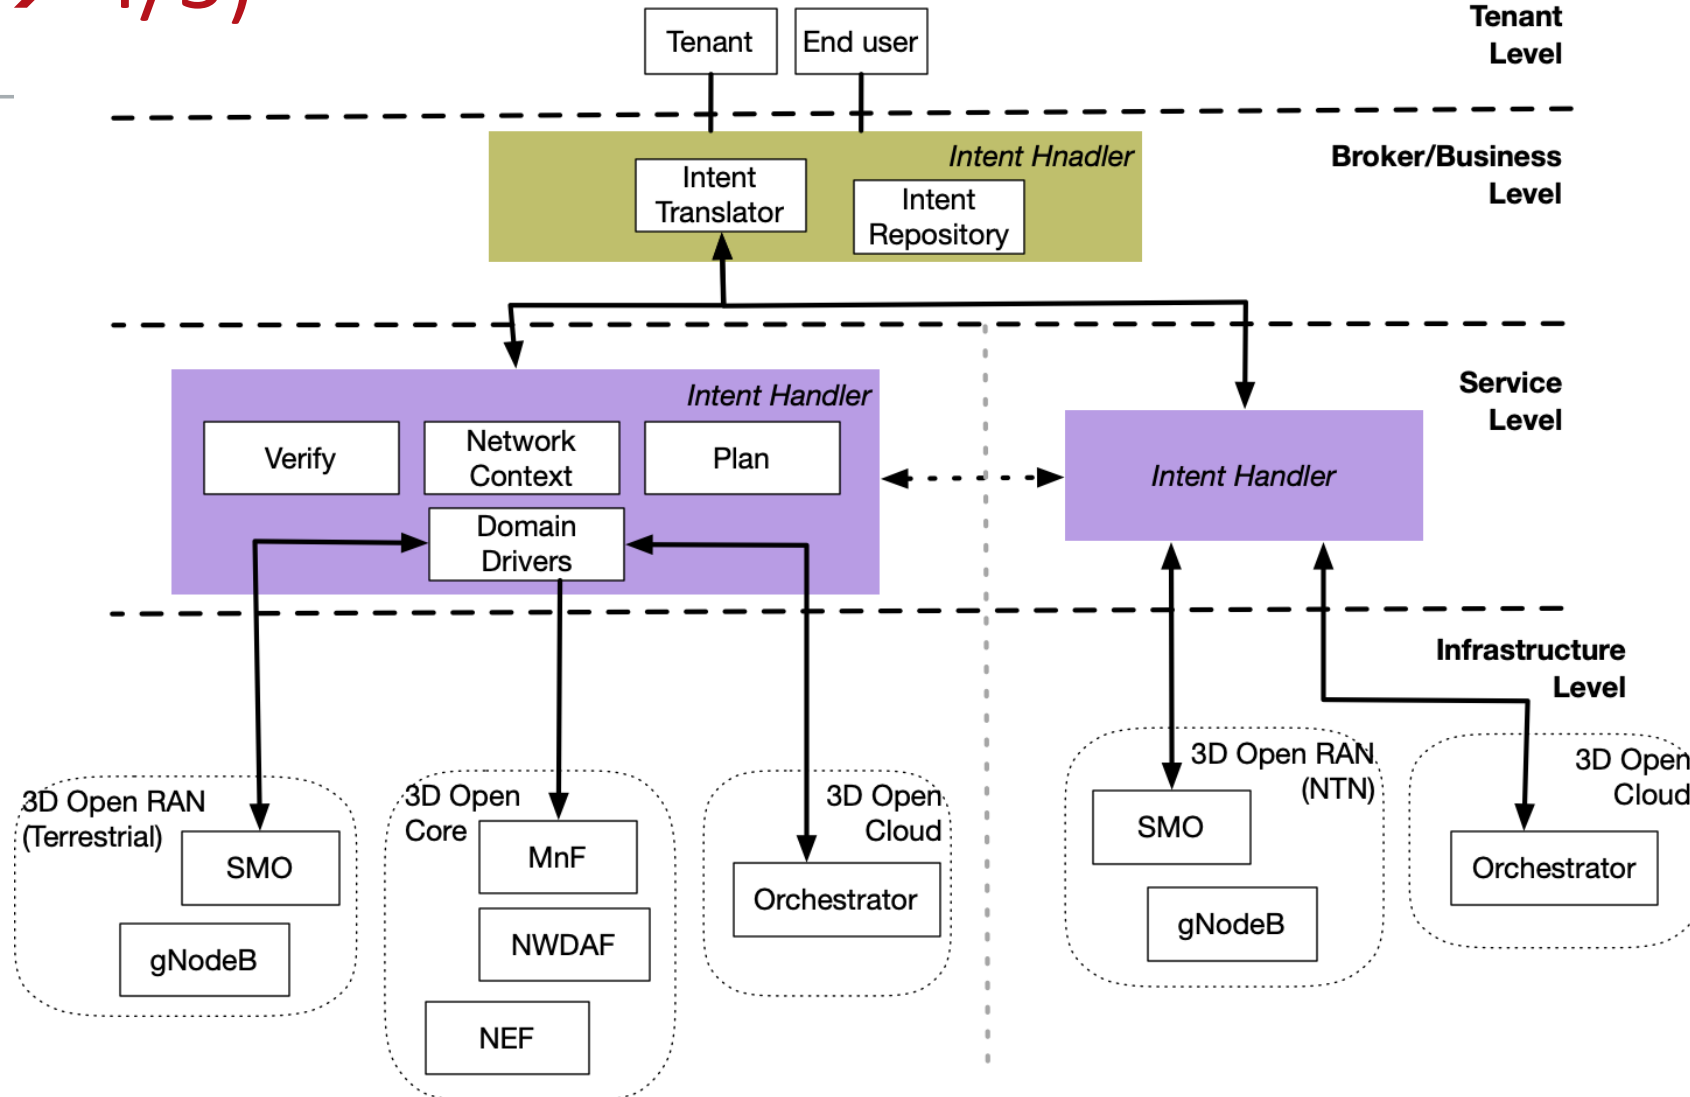 Tenant
End user
Tenant
Level
Intent Hnadler
Intent
Translator
Intent
Repository
Broker/Business
Level
Intent Handler
Verify
Network
Context
Plan
Domain
Drivers
Intent Handler
Service
Level
Infrastructure
Level
3D Open RAN
(Terrestrial)
SMO
gNodeB
3D Open
Core
MnF
NWDAF
NEF
3D Open
Cloud
Orchestrator
3D Open RAN
(NTN)
SMO
gNodeB
3D Open
Cloud
Orchestrator